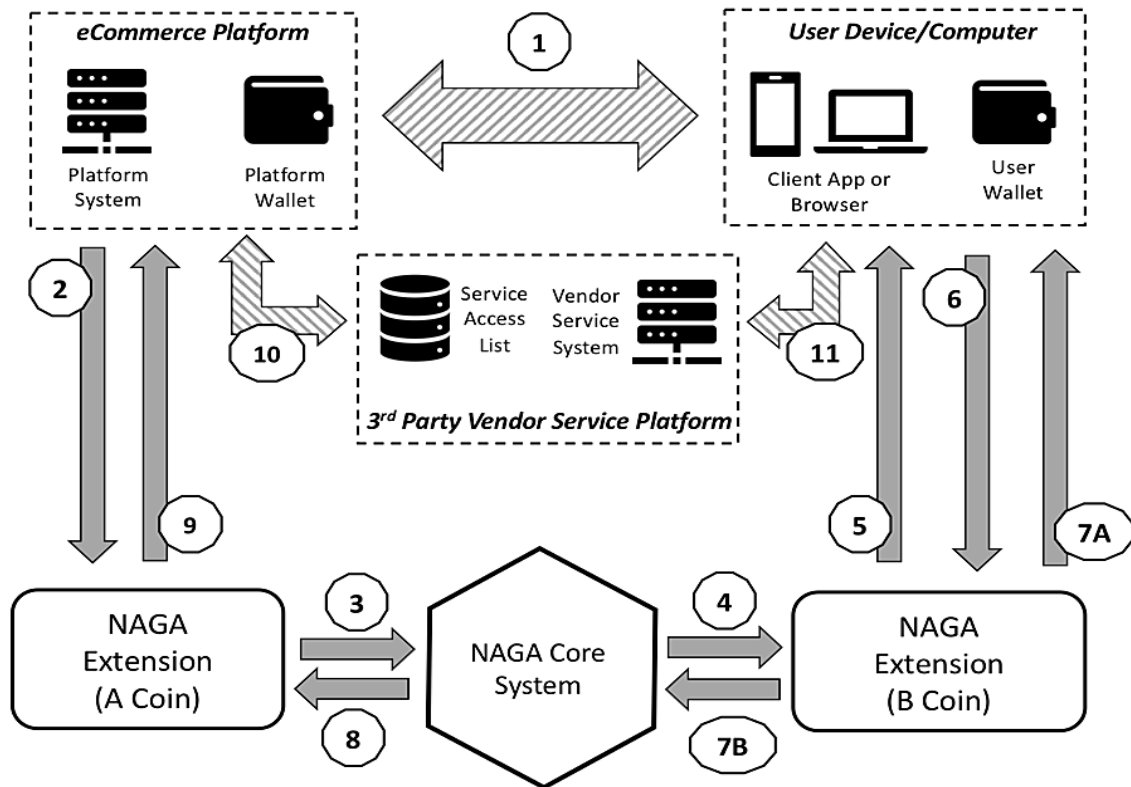 eCommerce Platform
Platform
System
Platform
Wallet
1
User Device/Computer
Client App or
Browser
User
Wallet
2
10
Service
Access
List
Vendor
Service
System
3rd Party Vendor Service Platform
11
6
9
5
7A
NAGA
Extension
(A Coin)
3
8
NAGA Core
System
4
7B
NAGA
Extension
(B Coin)